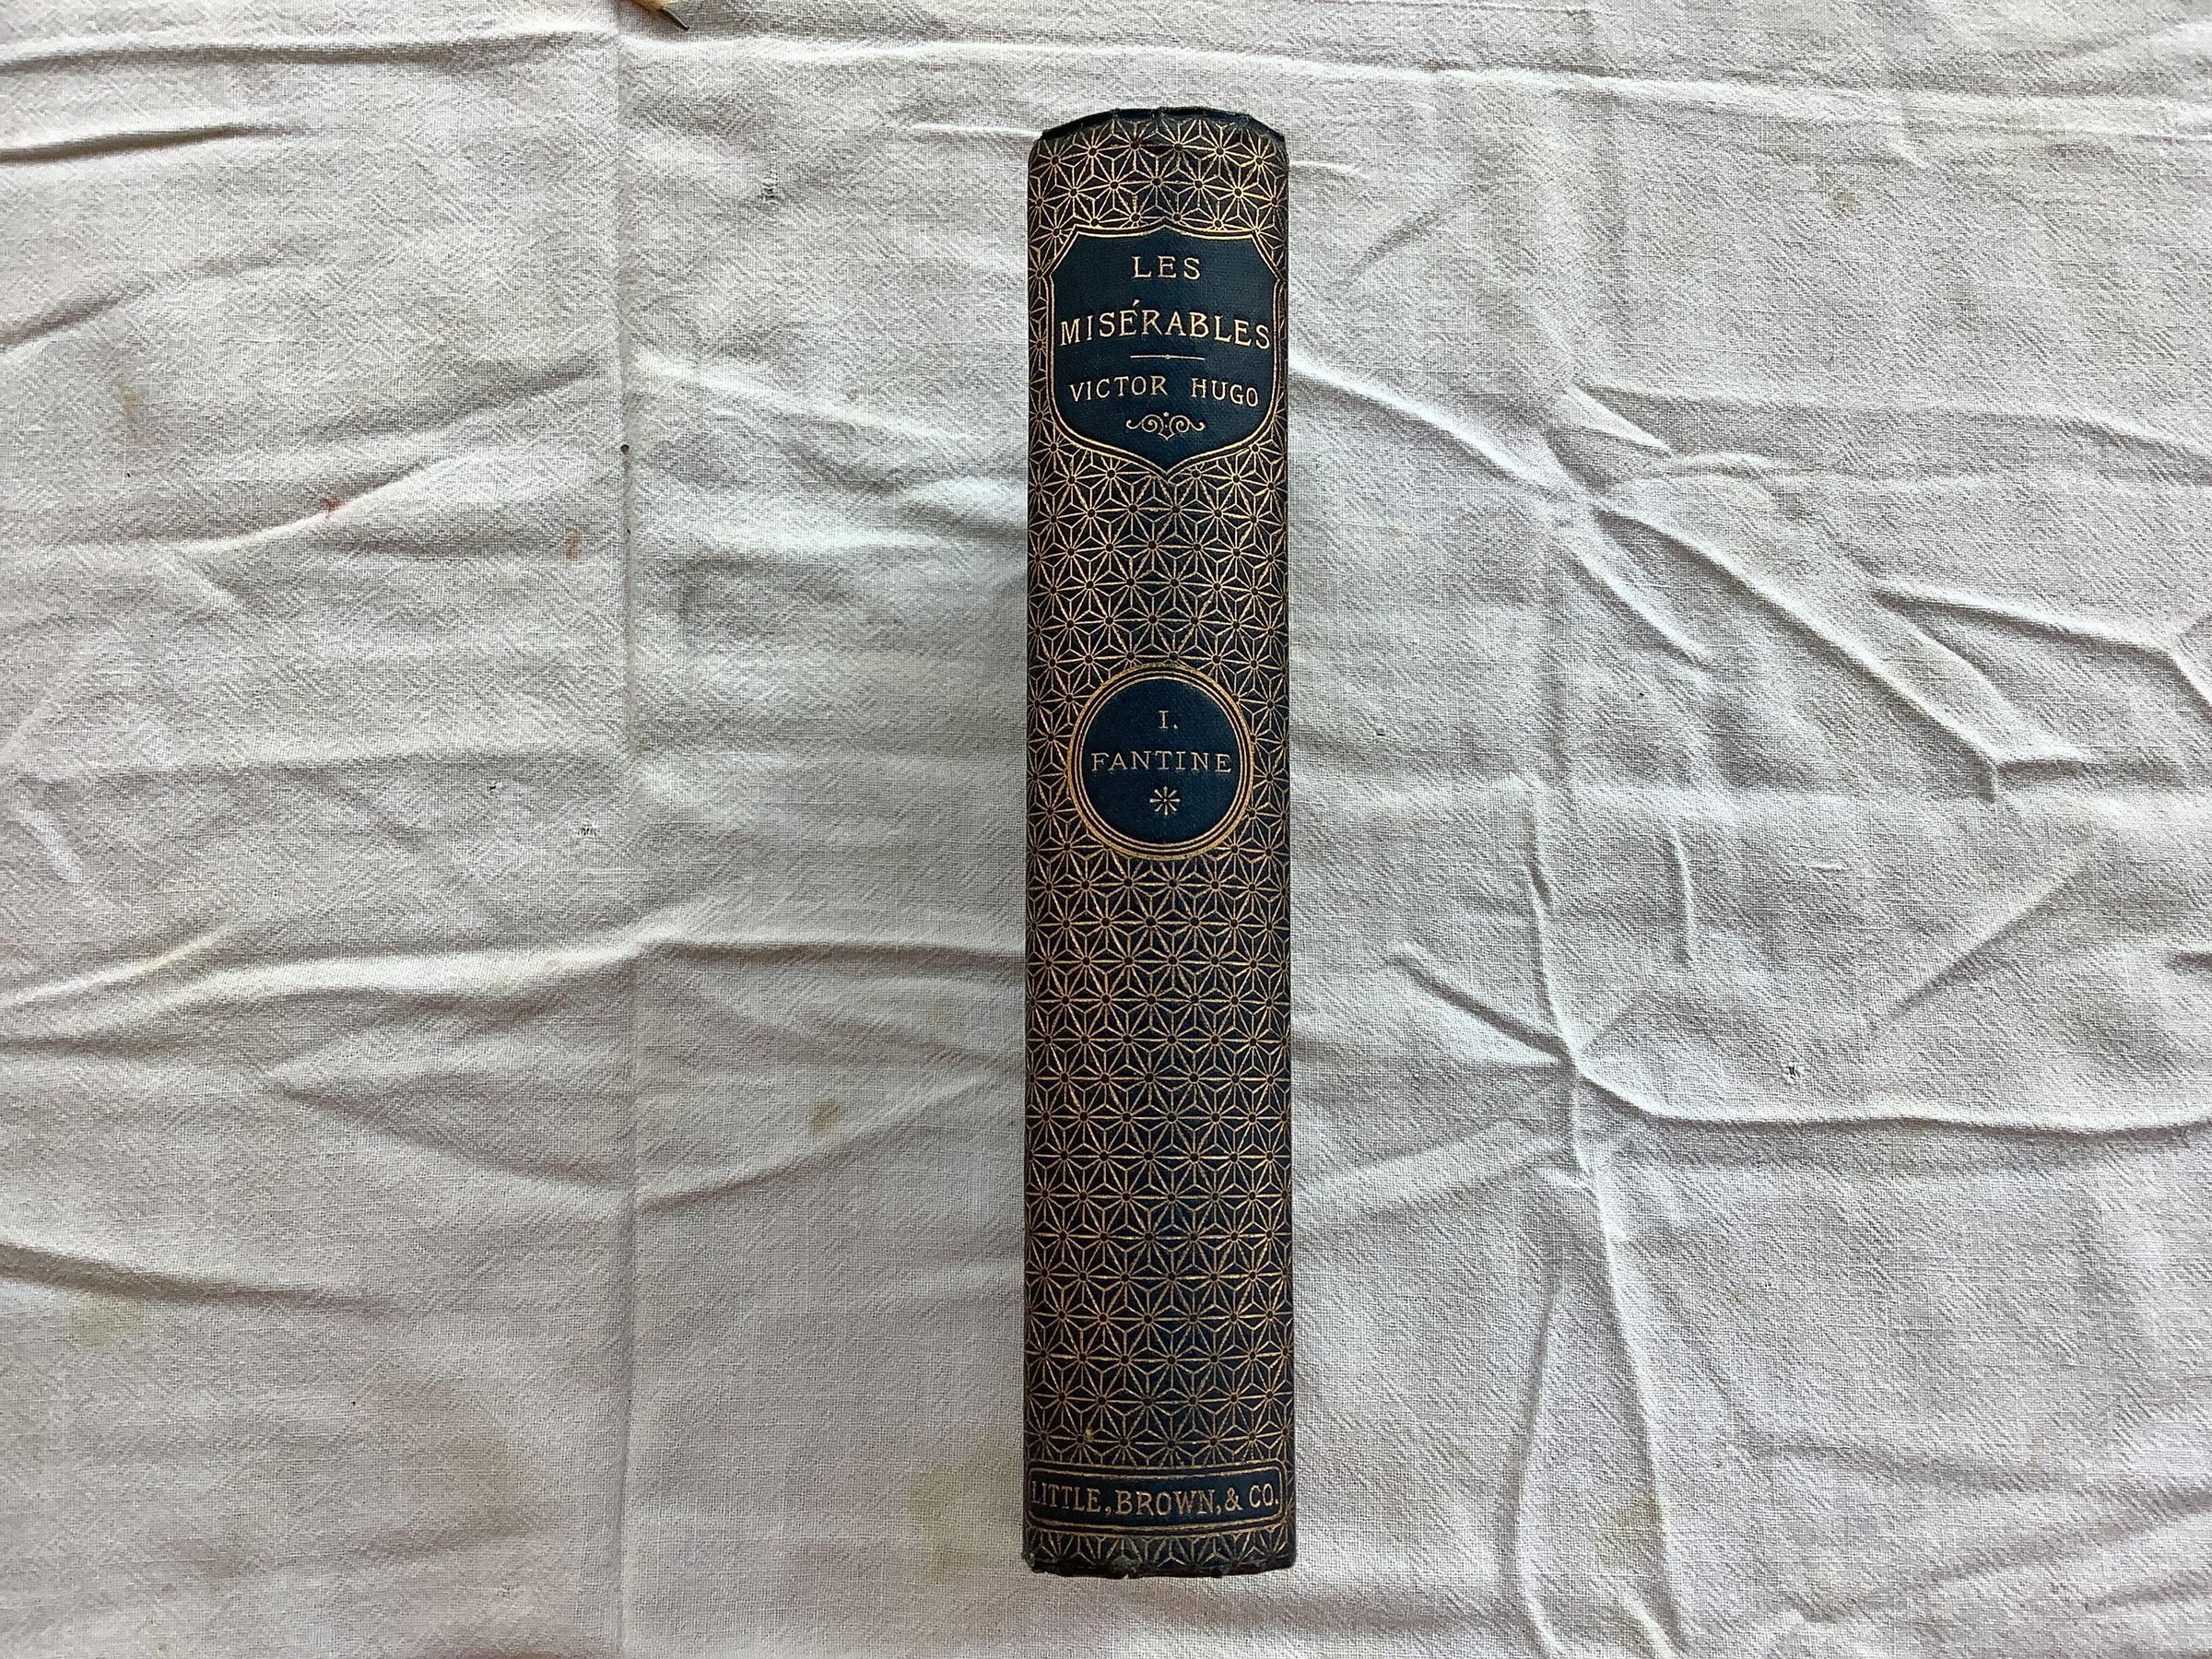 LES
MISÉRABLES
VICTOR HUGO
I.
FANTINE
LITTLE, BROWN, & CO.